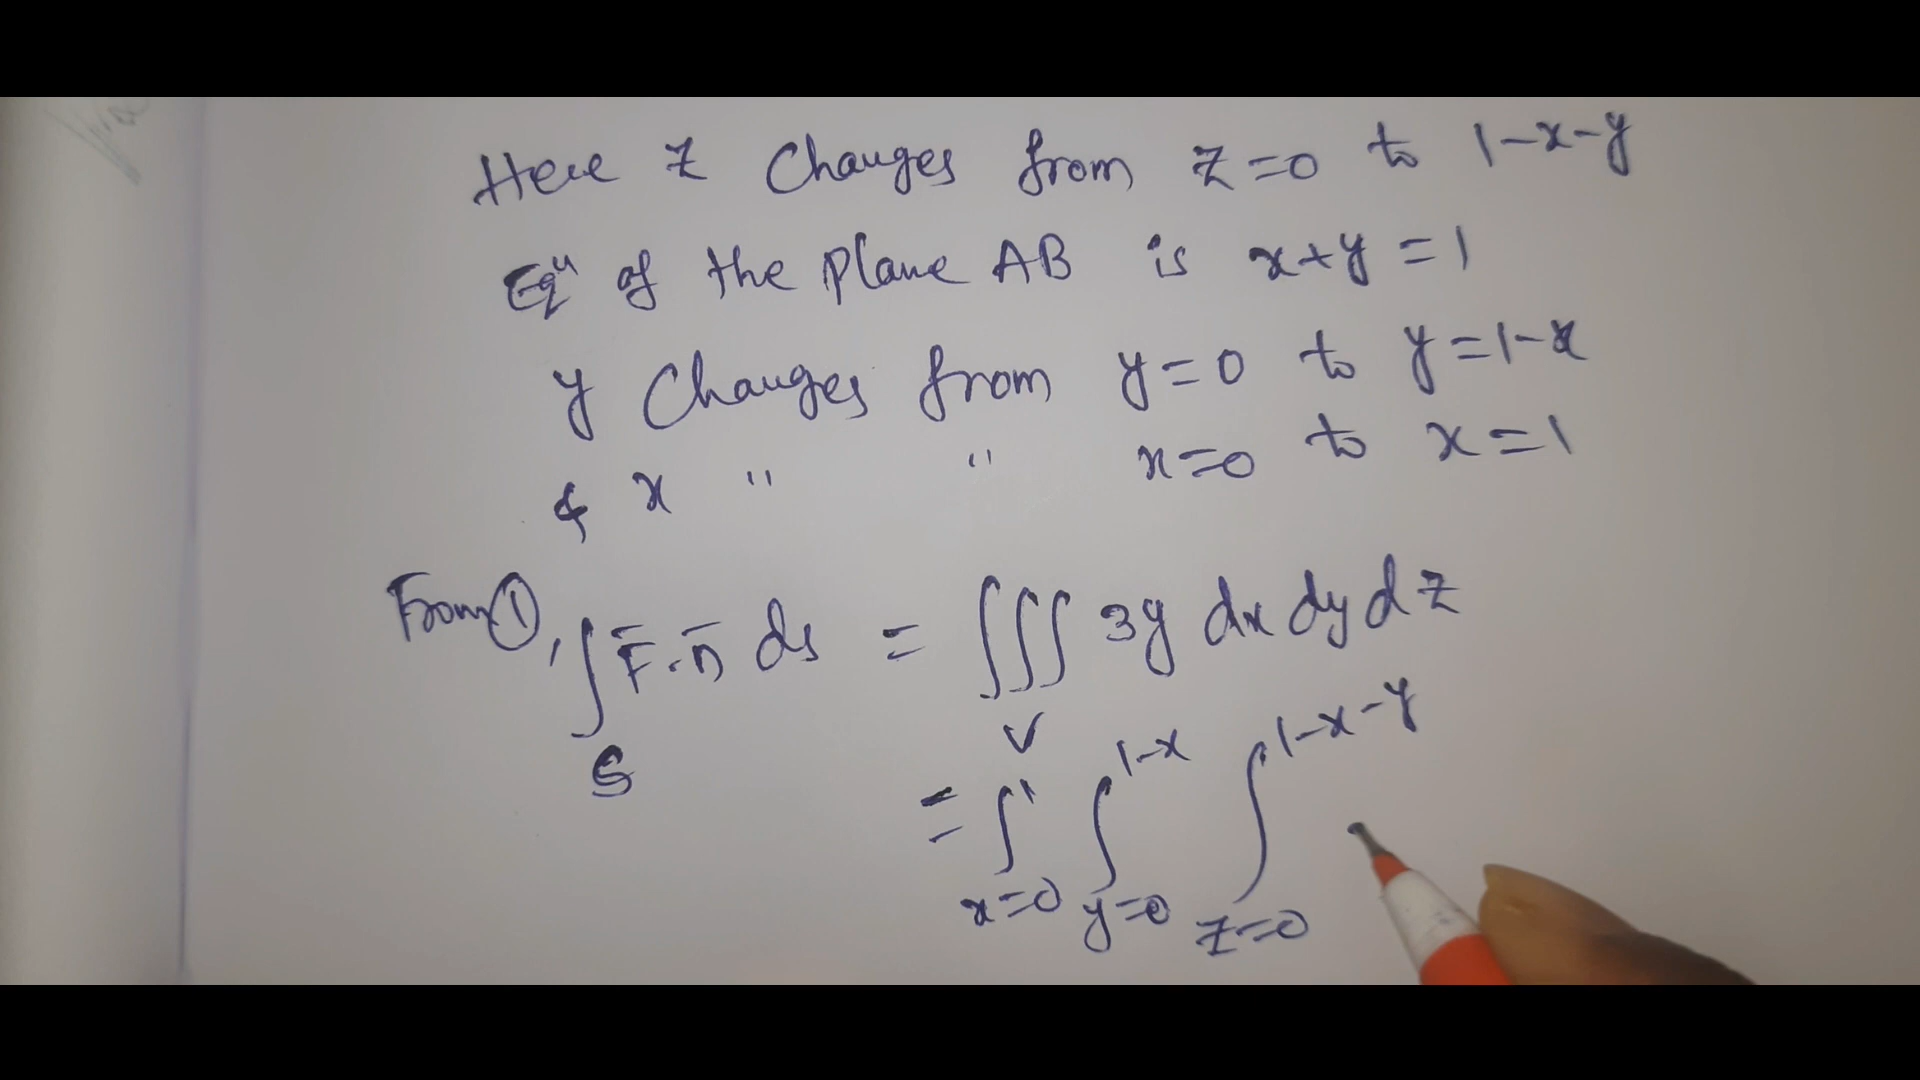 Here z changes from z=0 to 1-x-y
Eqn of the plane AB is x+y=1
y changes from y=0 to y=1-x
& x " " x=0 to x=1
From ①, ∫ F̄.n̄ ds = ∫∫∫ 3y dx dy dz
S V
= ∫ 1 ∫ 1-x ∫ 1-x-y
x=0 y=0 z=0